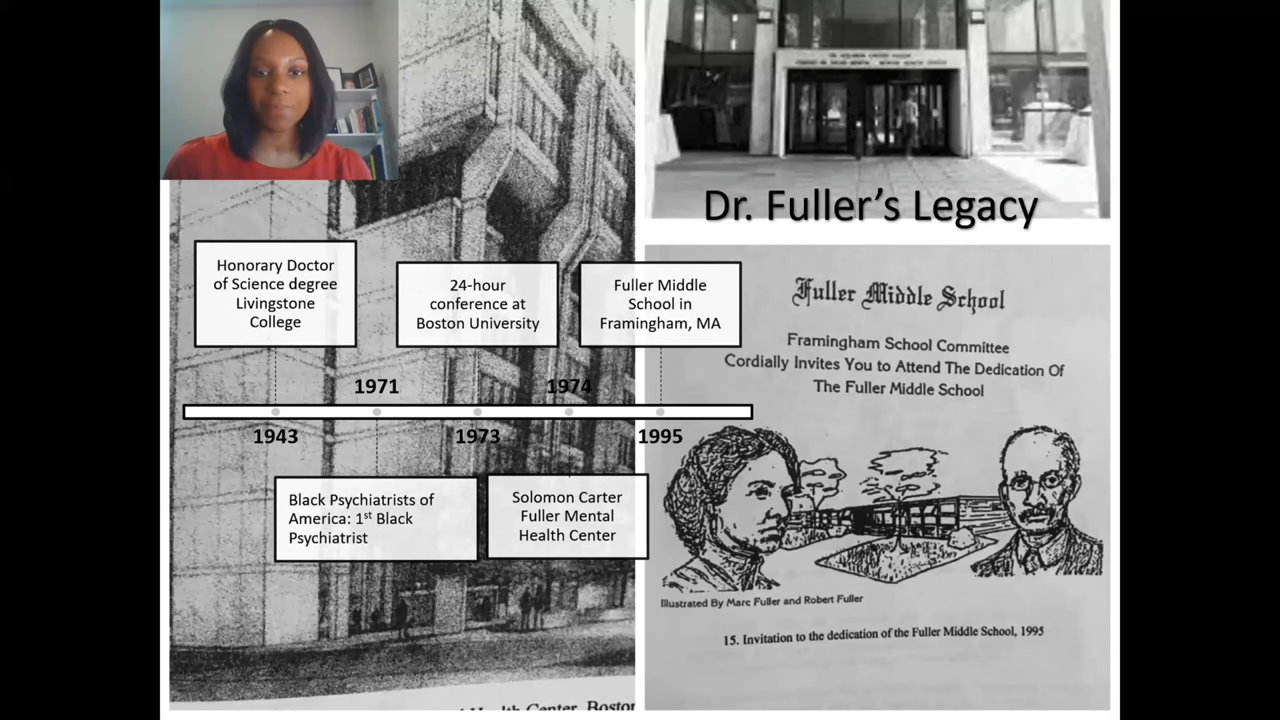 Dr. Fuller's Legacy
Honorary Doctor
of Science degree
Livingstone
College
24-hour
conference at
Boston University
Fuller Middle
School in
Framingham, MA
1971
1974
1943
1973
1995
Black Psychiatrists of
America: 1st Black
Psychiatrist
Solomon Carter
Fuller Mental
Health Center
Fuller Middle School
Framingham School Committee
Cordially Invites You to Attend The Dedication Of
The Fuller Middle School
Illustrated By Marc Fuller and Robert Fuller
15. Invitation to the dedication of the Fuller Middle School, 1995
Health Center, Boston